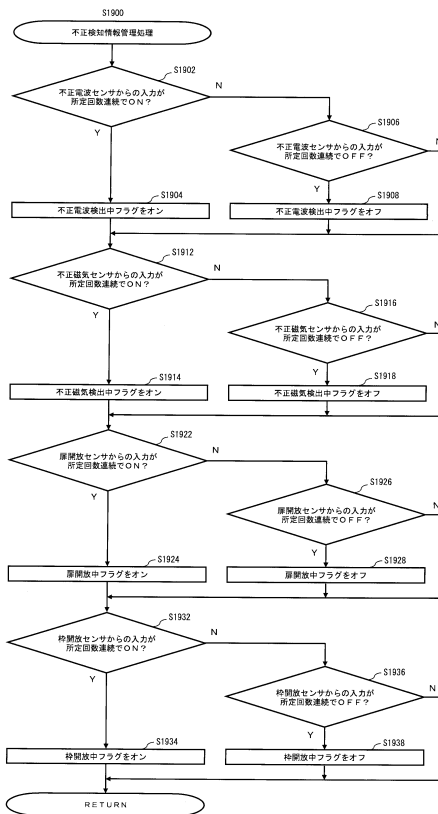 S1900
不正検知情報管理処理
S1902
不正電波センサからの入力が
所定回数連続でON?
N
Y
S1906
不正電波センサからの入力が
所定回数連続でOFF?
N
Y
S1904
不正電波検出中フラグをオン
S1908
不正電波検出中フラグをオフ
S1912
不正磁気センサからの入力が
所定回数連続でON?
N
Y
S1916
不正磁気センサからの入力が
所定回数連続でOFF?
N
Y
S1914
不正磁気検出中フラグをオン
S1918
不正磁気検出中フラグをオフ
S1922
扉開放センサからの入力が
所定回数連続でON?
N
Y
S1926
扉開放センサからの入力が
所定回数連続でOFF?
N
Y
S1924
扉開放中フラグをオン
S1928
扉開放中フラグをオフ
S1932
枠開放センサからの入力が
所定回数連続でON?
N
Y
S1936
枠開放センサからの入力が
所定回数連続でOFF?
N
Y
S1934
枠開放中フラグをオン
S1938
枠開放中フラグをオフ
RETURN